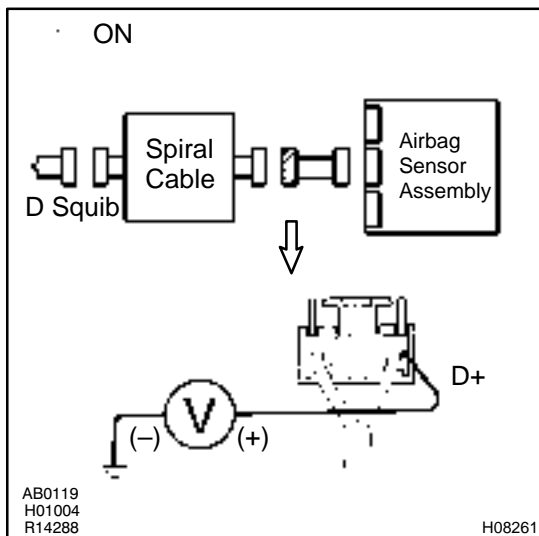 ON
Spiral
Cable
Airbag
Sensor
Assembly
D Squib
D+
V
(–)
(+)
AB0119
H01004
R14288
H08261